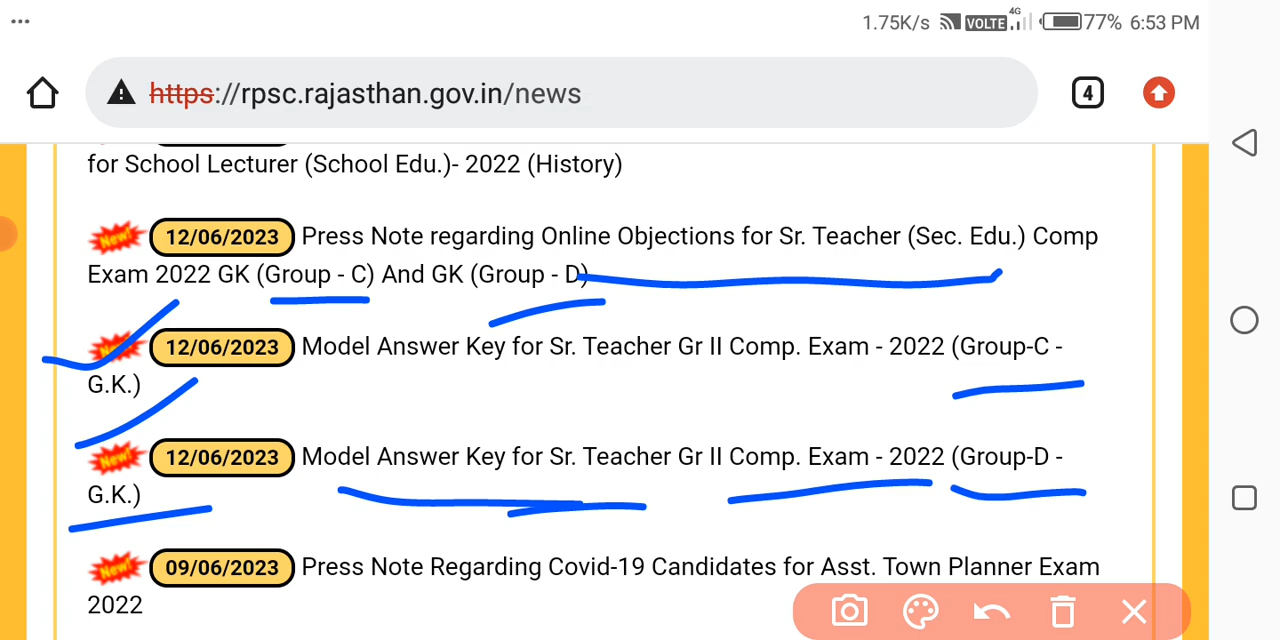 1.75K/s VOLTE 4G 77% 6:53 PM
https://rpsc.rajasthan.gov.in/news
4
for School Lecturer (School Edu.)- 2022 (History)
New! 12/06/2023 Press Note regarding Online Objections for Sr. Teacher (Sec. Edu.) Comp
Exam 2022 GK (Group - C) And GK (Group - D)
New! 12/06/2023 Model Answer Key for Sr. Teacher Gr II Comp. Exam - 2022 (Group-C -
G.K.)
New! 12/06/2023 Model Answer Key for Sr. Teacher Gr II Comp. Exam - 2022 (Group-D -
G.K.)
New! 09/06/2023 Press Note Regarding Covid-19 Candidates for Asst. Town Planner Exam
2022